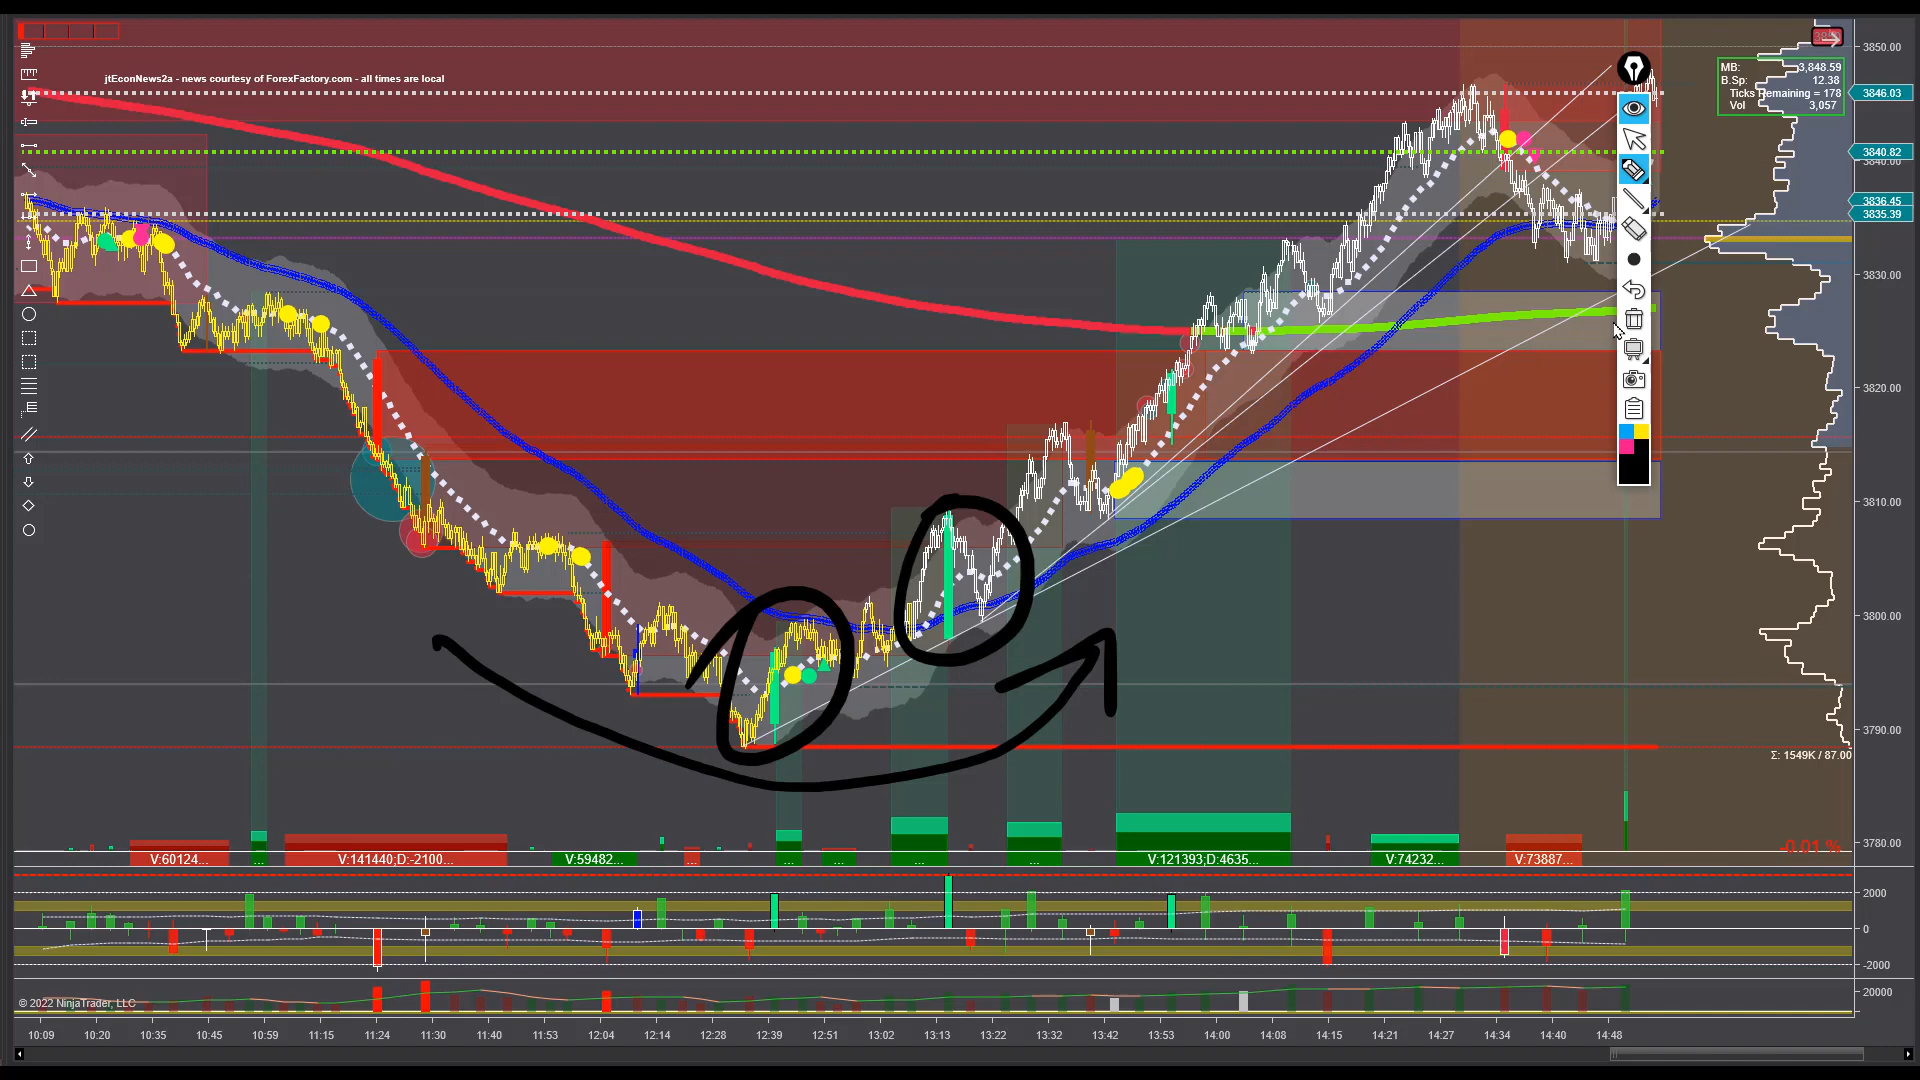 3850.00
jtEconNews2a - news courtesy of ForexFactory.com - all times are local
MB: 3,848.59
B.Sp: 12.38
Ticks Remaining = 178
Vol 3,057
3846.03
3840.82
3840.00
3836.45
3835.39
3830.00
3820.00
3810.00
3800.00
3790.00
Σ: 1549K / 87.00
3780.00
-0.01 %
V:60124... ... V:141440;D:-2100... V:59482... ... ... ... ... ... V:121393;D:4635... V:74232... V:73887...
2000
0
-2000
20000
© 2022 NinjaTrader, LLC
10:09 10:20 10:35 10:45 10:59 11:15 11:24 11:30 11:40 11:53 12:04 12:14 12:28 12:39 12:51 13:02 13:13 13:22 13:32 13:42 13:53 14:00 14:08 14:15 14:21 14:27 14:34 14:40 14:48